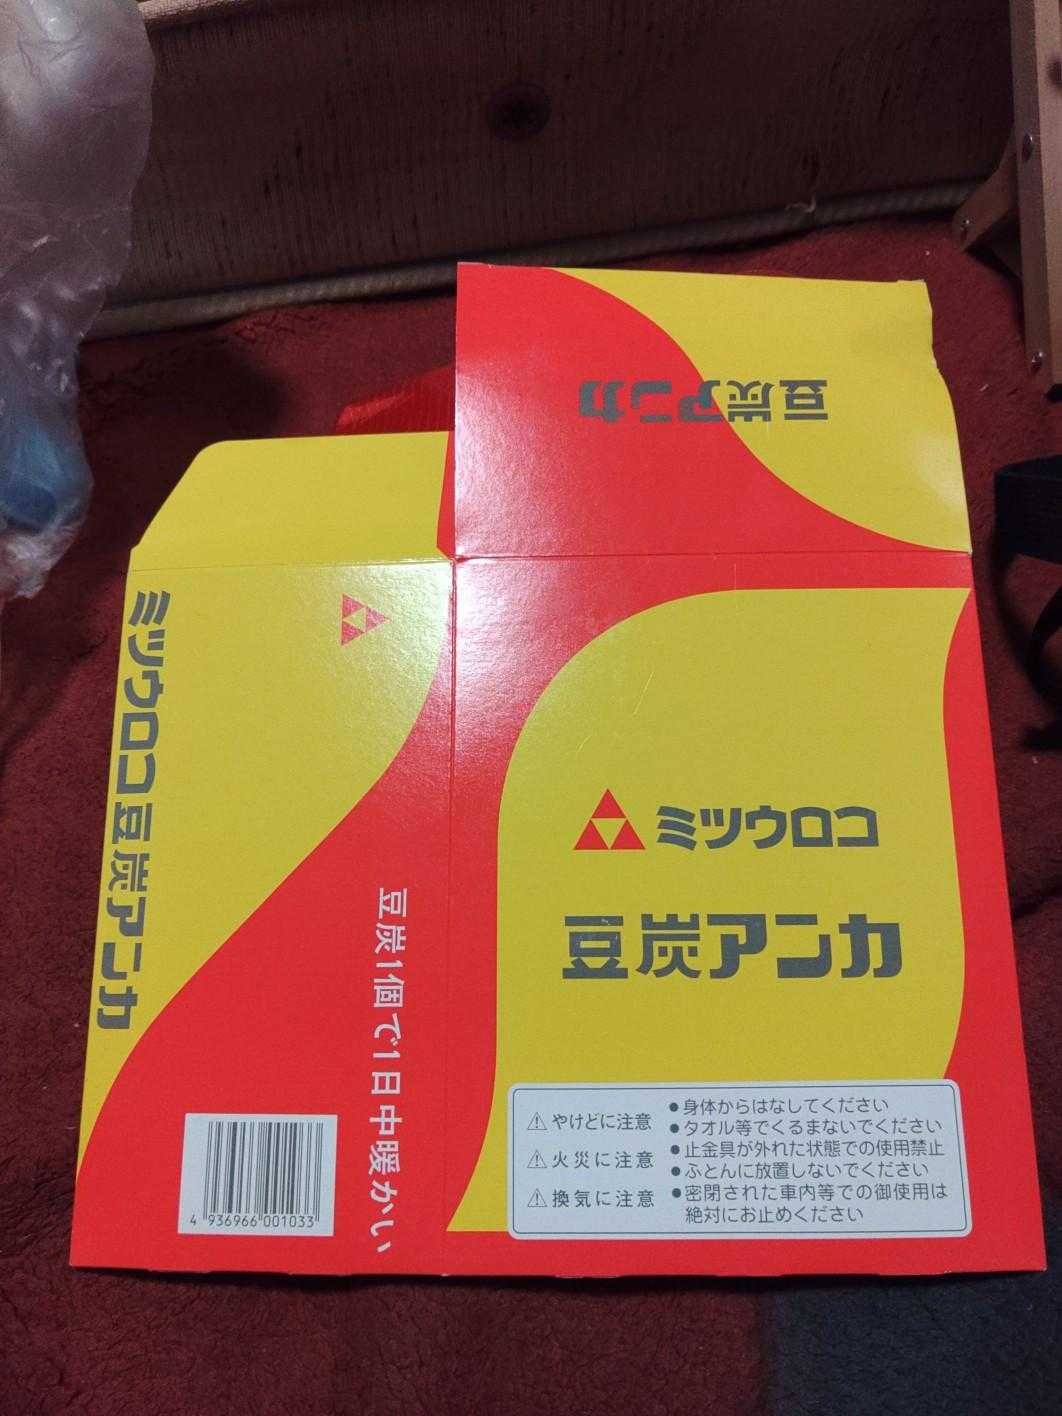 豆炭アンカ
ミツウロコ豆炭アンカ
豆炭1個で1日中暖かい
4 936966 001033
ミツウロコ
豆炭アンカ
⚠やけどに注意
⚠火災に注意
⚠換気に注意
●身体からはなしてください
●タオル等でくるまないでください
●止金具が外れた状態での使用禁止
●ふとんに放置しないでください
●密閉された車内等での御使用は
絶対にお止めください